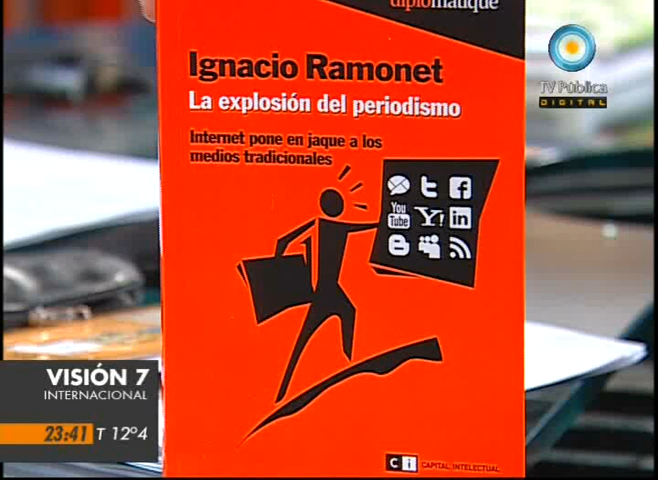 diplomatique
TV Pública
DIGITAL
Ignacio Ramonet
La explosión del periodismo
Internet pone en jaque a los
medios tradicionales
t
f
You
Tube
Y!
in
B
VISIÓN 7
INTERNACIONAL
23:41 T 12º4
Ci CAPITAL INTELECTUAL